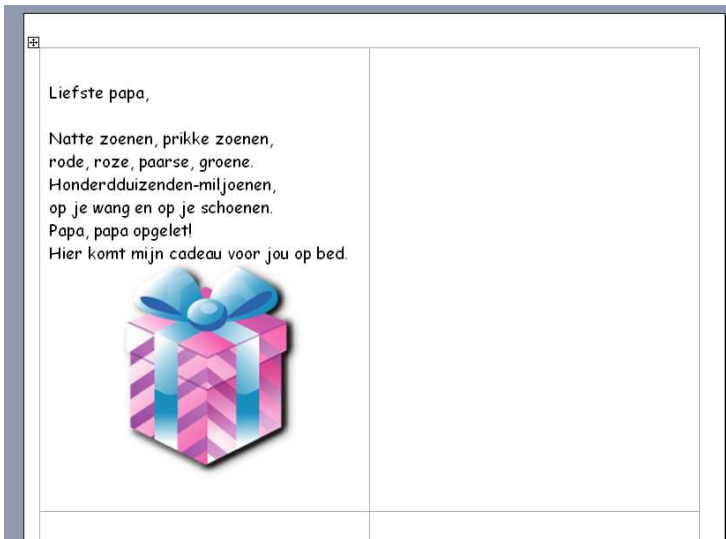 Liefste papa,
Natte zoenen, prikke zoenen,
rode, roze, paarse, groene.
Honderdduizenden-miljoenen,
op je wang en op je schoenen.
Papa, papa opgelet!
Hier komt mijn cadeau voor jou op bed.